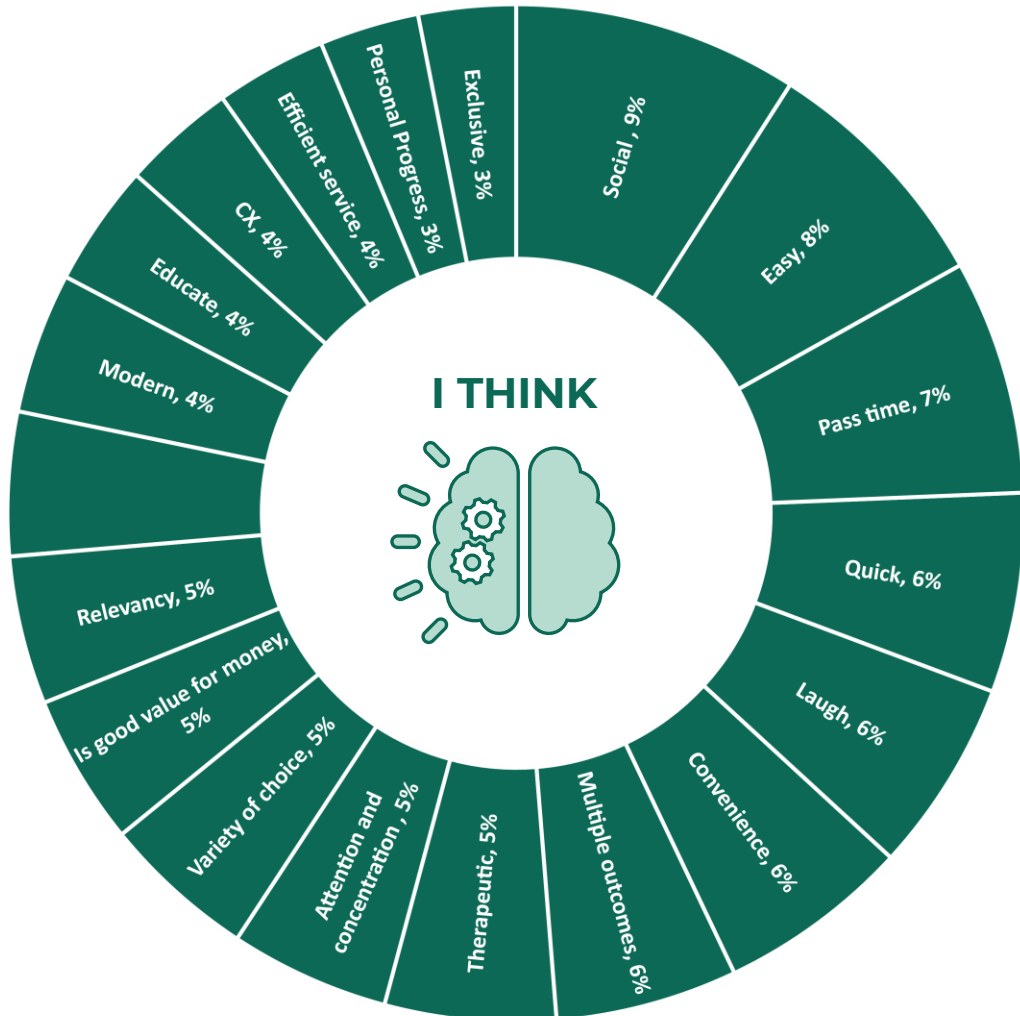 Social , 9%
Easy, 8%
Pass time, 7%
Quick, 6%
Laugh, 6%
Convenience, 6%
Multiple outcomes, 6%
Therapeutic, 5%
Attention and
concentration , 5%
Variety of choice, 5%
Is good value for money,
5%
Relevancy, 5%
Modern, 4%
Educate, 4%
CX, 4%
Efficient service, 4%
Personal Progress, 3%
Exclusive, 3%
I THINK